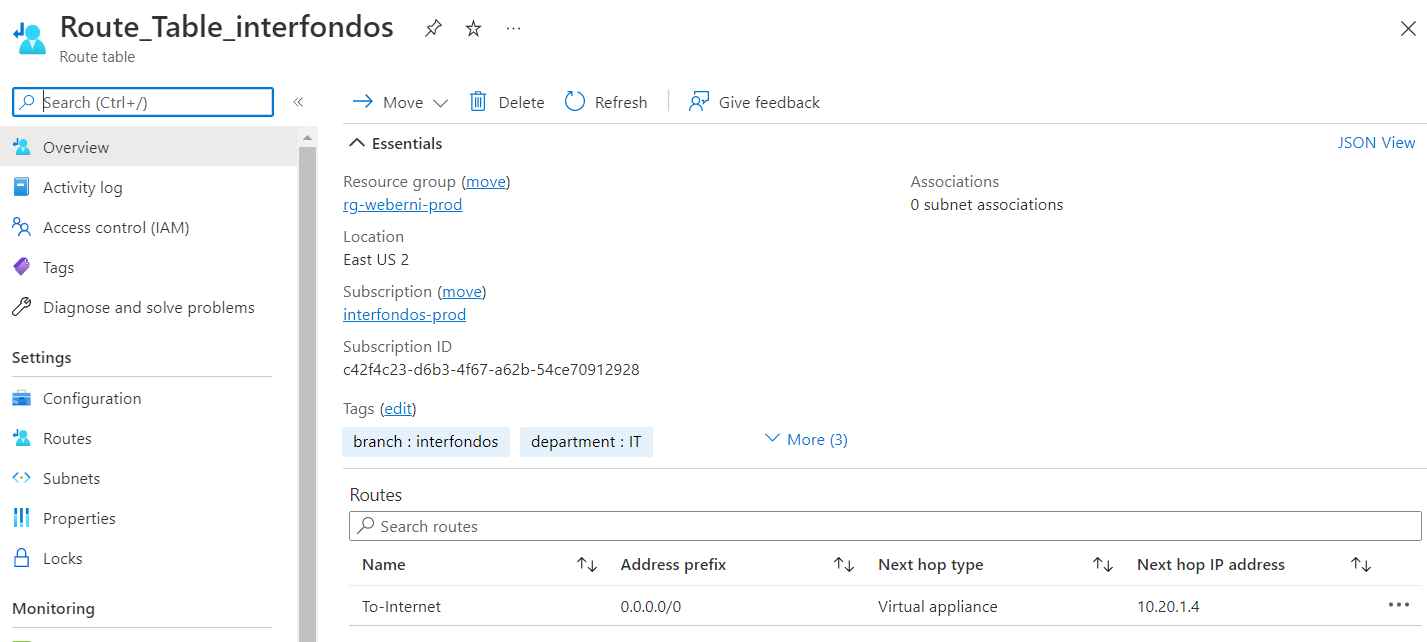 Route_Table_interfondos
Route table
Search (Ctrl+/)
Overview
Activity log
Access control (IAM)
Tags
Diagnose and solve problems
Settings
Configuration
Routes
Subnets
Properties
Locks
Monitoring
Move
Delete
Refresh
Give feedback
Essentials
JSON View
Resource group (move)
rg-weberni-prod
Location
East US 2
Subscription (move)
interfondos-prod
Subscription ID
c42f4c23-d6b3-4f67-a62b-54ce70912928
Associations
0 subnet associations
Tags (edit)
branch : interfondos department : IT More (3)
Routes
Search routes
Name Address prefix Next hop type Next hop IP address
To-Internet 0.0.0.0/0 Virtual appliance 10.20.1.4